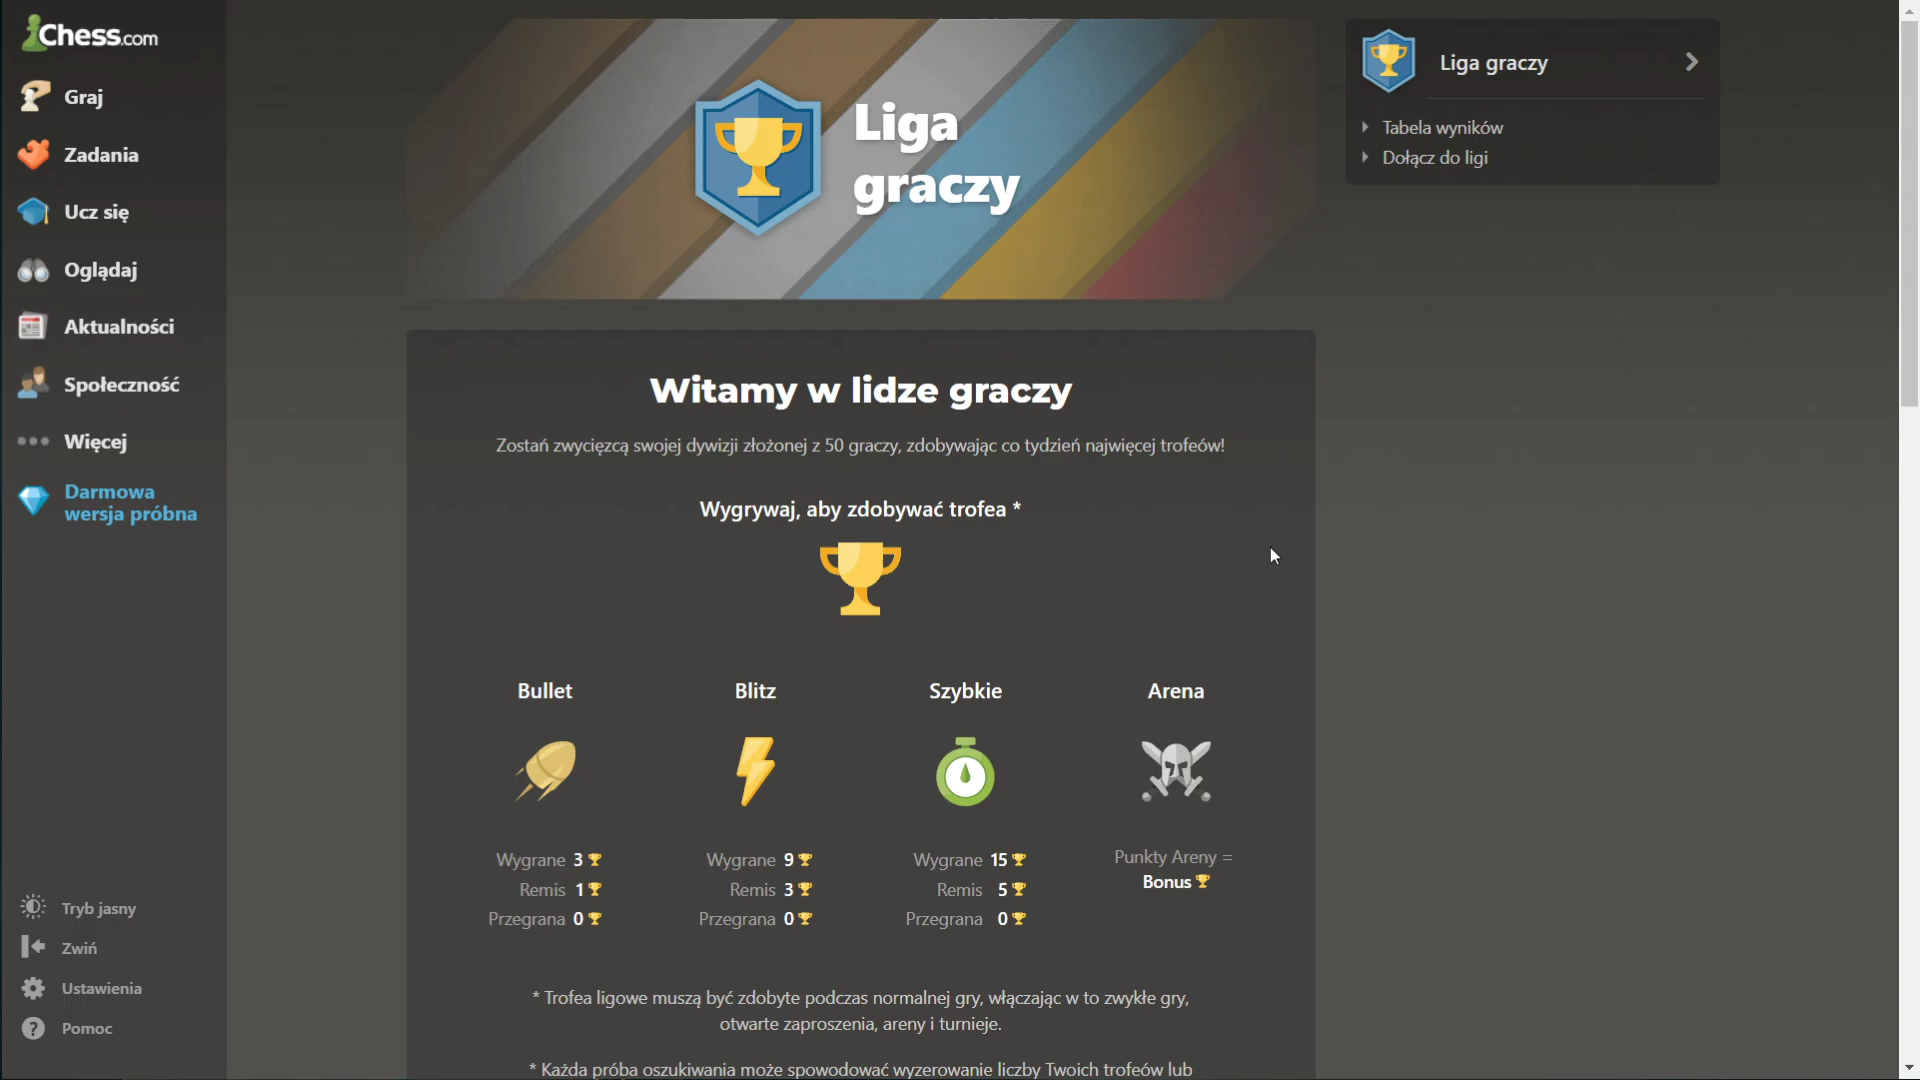 Chess.com
Graj
Zadania
Ucz się
Oglądaj
Aktualności
Społeczność
Więcej
Darmowa
wersja próbna
Tryb jasny
Zwiń
Ustawienia
Pomoc
Liga
graczy
Witamy w lidze graczy
Zostań zwycięzcą swojej dywizji złożonej z 50 graczy, zdobywając co tydzień najwięcej trofeów!
Wygrywaj, aby zdobywać trofea *
Bullet
Wygrane 3
Remis 1
Przegrana 0
Blitz
Wygrane 9
Remis 3
Przegrana 0
Szybkie
Wygrane 15
Remis 5
Przegrana 0
Arena
Punkty Areny =
Bonus
* Trofea ligowe muszą być zdobyte podczas normalnej gry, włączając w to zwykłe gry,
otwarte zaproszenia, areny i turnieje.
* Każda próba oszukiwania może spowodować wyzerowanie liczby Twoich trofeów lub
Liga graczy
Tabela wyników
Dołącz do ligi